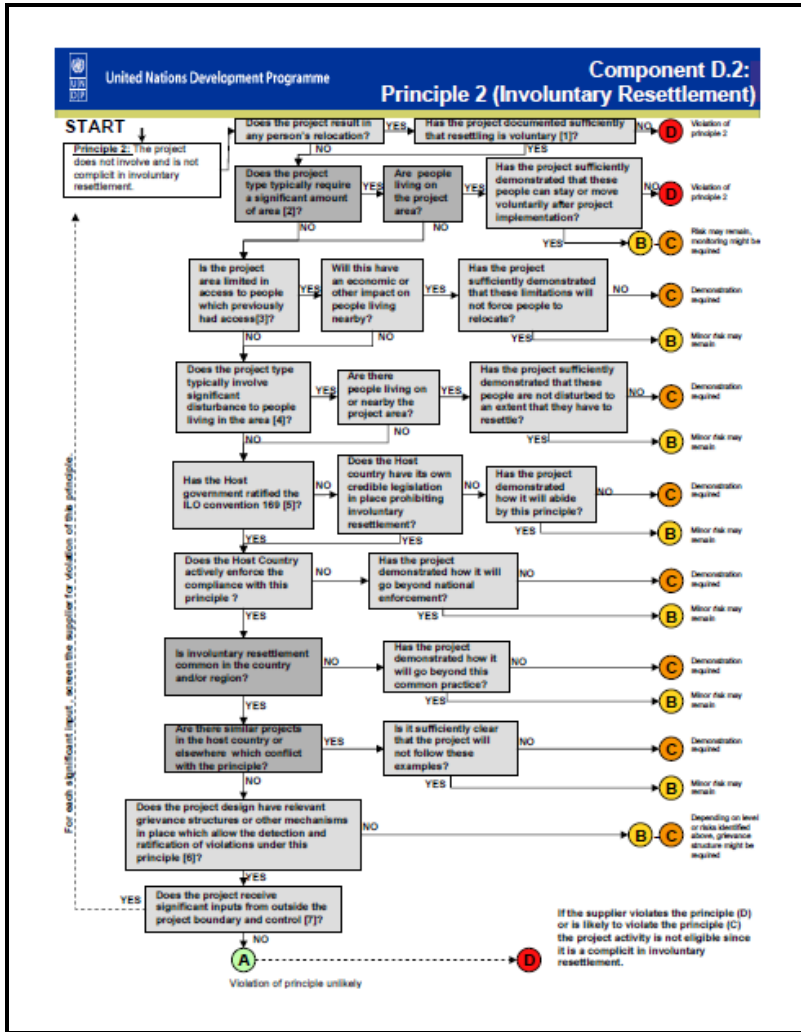 UN
DP
United Nations Development Programme
Component D.2:
Principle 2 (Involuntary Resettlement)
START
Principle 2: The project
does not involve and is not
complicit in involuntary
resettlement.
Does the project result in
any person's relocation?
YES
Has the project documented sufficiently
that resettling is voluntary [1]?
NO
D
Violation of
principle 2
NO
YES
Does the project
type typically require
a significant amount
of area [2]?
YES
Are people
living on
the project
area?
YES
Has the project sufficiently
demonstrated that these
people can stay or move
voluntarily after project
implementation?
NO
D
Violation of
principle 2
NO
NO
YES
B
C
Risk may remain,
monitoring might be
required
Is the project
area limited in
access to people
which previously
had access[3]?
YES
Will this have
an economic or
other impact on
people living
nearby?
YES
Has the project
sufficiently demonstrated
that these limitations will
not force people to
relocate?
NO
C
Demonstration
required
NO
NO
YES
B
Minor risk may
remain
Does the project type
typically involve
significant
disturbance to people
living in the area [4]?
YES
Are there
people living on
or nearby the
project area?
YES
Has the project sufficiently
demonstrated that these
people are not disturbed to
an extent that they have to
resettle?
NO
C
Demonstration
required
NO
NO
YES
B
Minor risk may
remain
Has the Host
government ratified the
ILO convention 169 [5]?
NO
Does the Host
country have its own
credible legislation
in place prohibiting
involuntary
resettlement?
NO
Has the project
demonstrated
how it will abide
by this principle?
NO
C
Demonstration
required
YES
YES
YES
B
Minor risk may
remain
Does the Host Country
actively enforce the
compliance with this
principle ?
NO
Has the project
demonstrated how it will
go beyond national
enforcement?
NO
C
Demonstration
required
YES
YES
B
Minor risk may
remain
Is involuntary resettlement
common in the country
and/or region?
NO
Has the project
demonstrated how it
will go beyond this
common practice?
NO
C
Demonstration
required
YES
YES
B
Minor risk may
remain
Are there similar projects
in the host country or
elsewhere which conflict
with the principle?
YES
Is it sufficiently clear
that the project will
not follow these
examples?
NO
C
Demonstration
required
NO
YES
B
Minor risk may
remain
Does the project design have relevant
grievance structures or other mechanisms
in place which allow the detection and
ratification of violations under this
principle [6]?
NO
B
C
Depending on level
or risks identified
above, grievance
structure might be
required
YES
Does the project receive
significant inputs from outside the
project boundary and control [7]?
YES
For each significant input, screen the supplier for violation of this principle.
NO
A
D
Violation of principle unlikely
If the supplier violates the principle (D)
or is likely to violate the principle (C)
the project activity is not eligible since
it is a complicit in involuntary
resettlement.